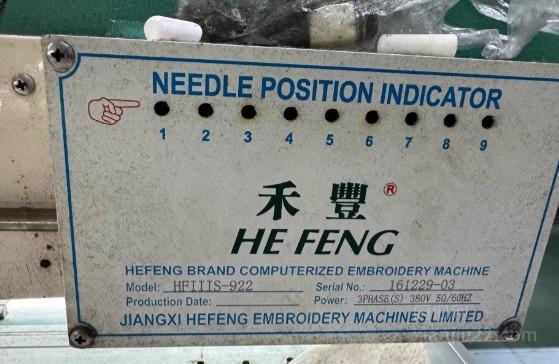 NEEDLE POSITION INDICATOR
1 2 3 4 5 6 7 8 9
禾豐®
HE FENG
HEFENG BRAND COMPUTERIZED EMBROIDERY MACHINE
Model: HFIIIS-922 Serial No.: 161229-03
Production Date: Power: 3PHASE(S) 380V 50/60HZ
JIANGXI HEFENG EMBROIDERY MACHINES LIMITED